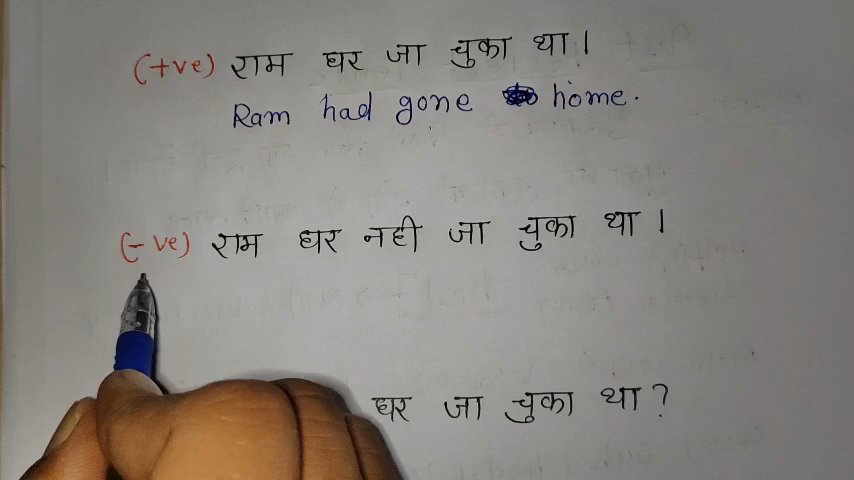 (+ve) राम घर जा चुका था।
Ram had gone home.
(-ve) राम घर नही जा चुका था।
घर जा चुका था?